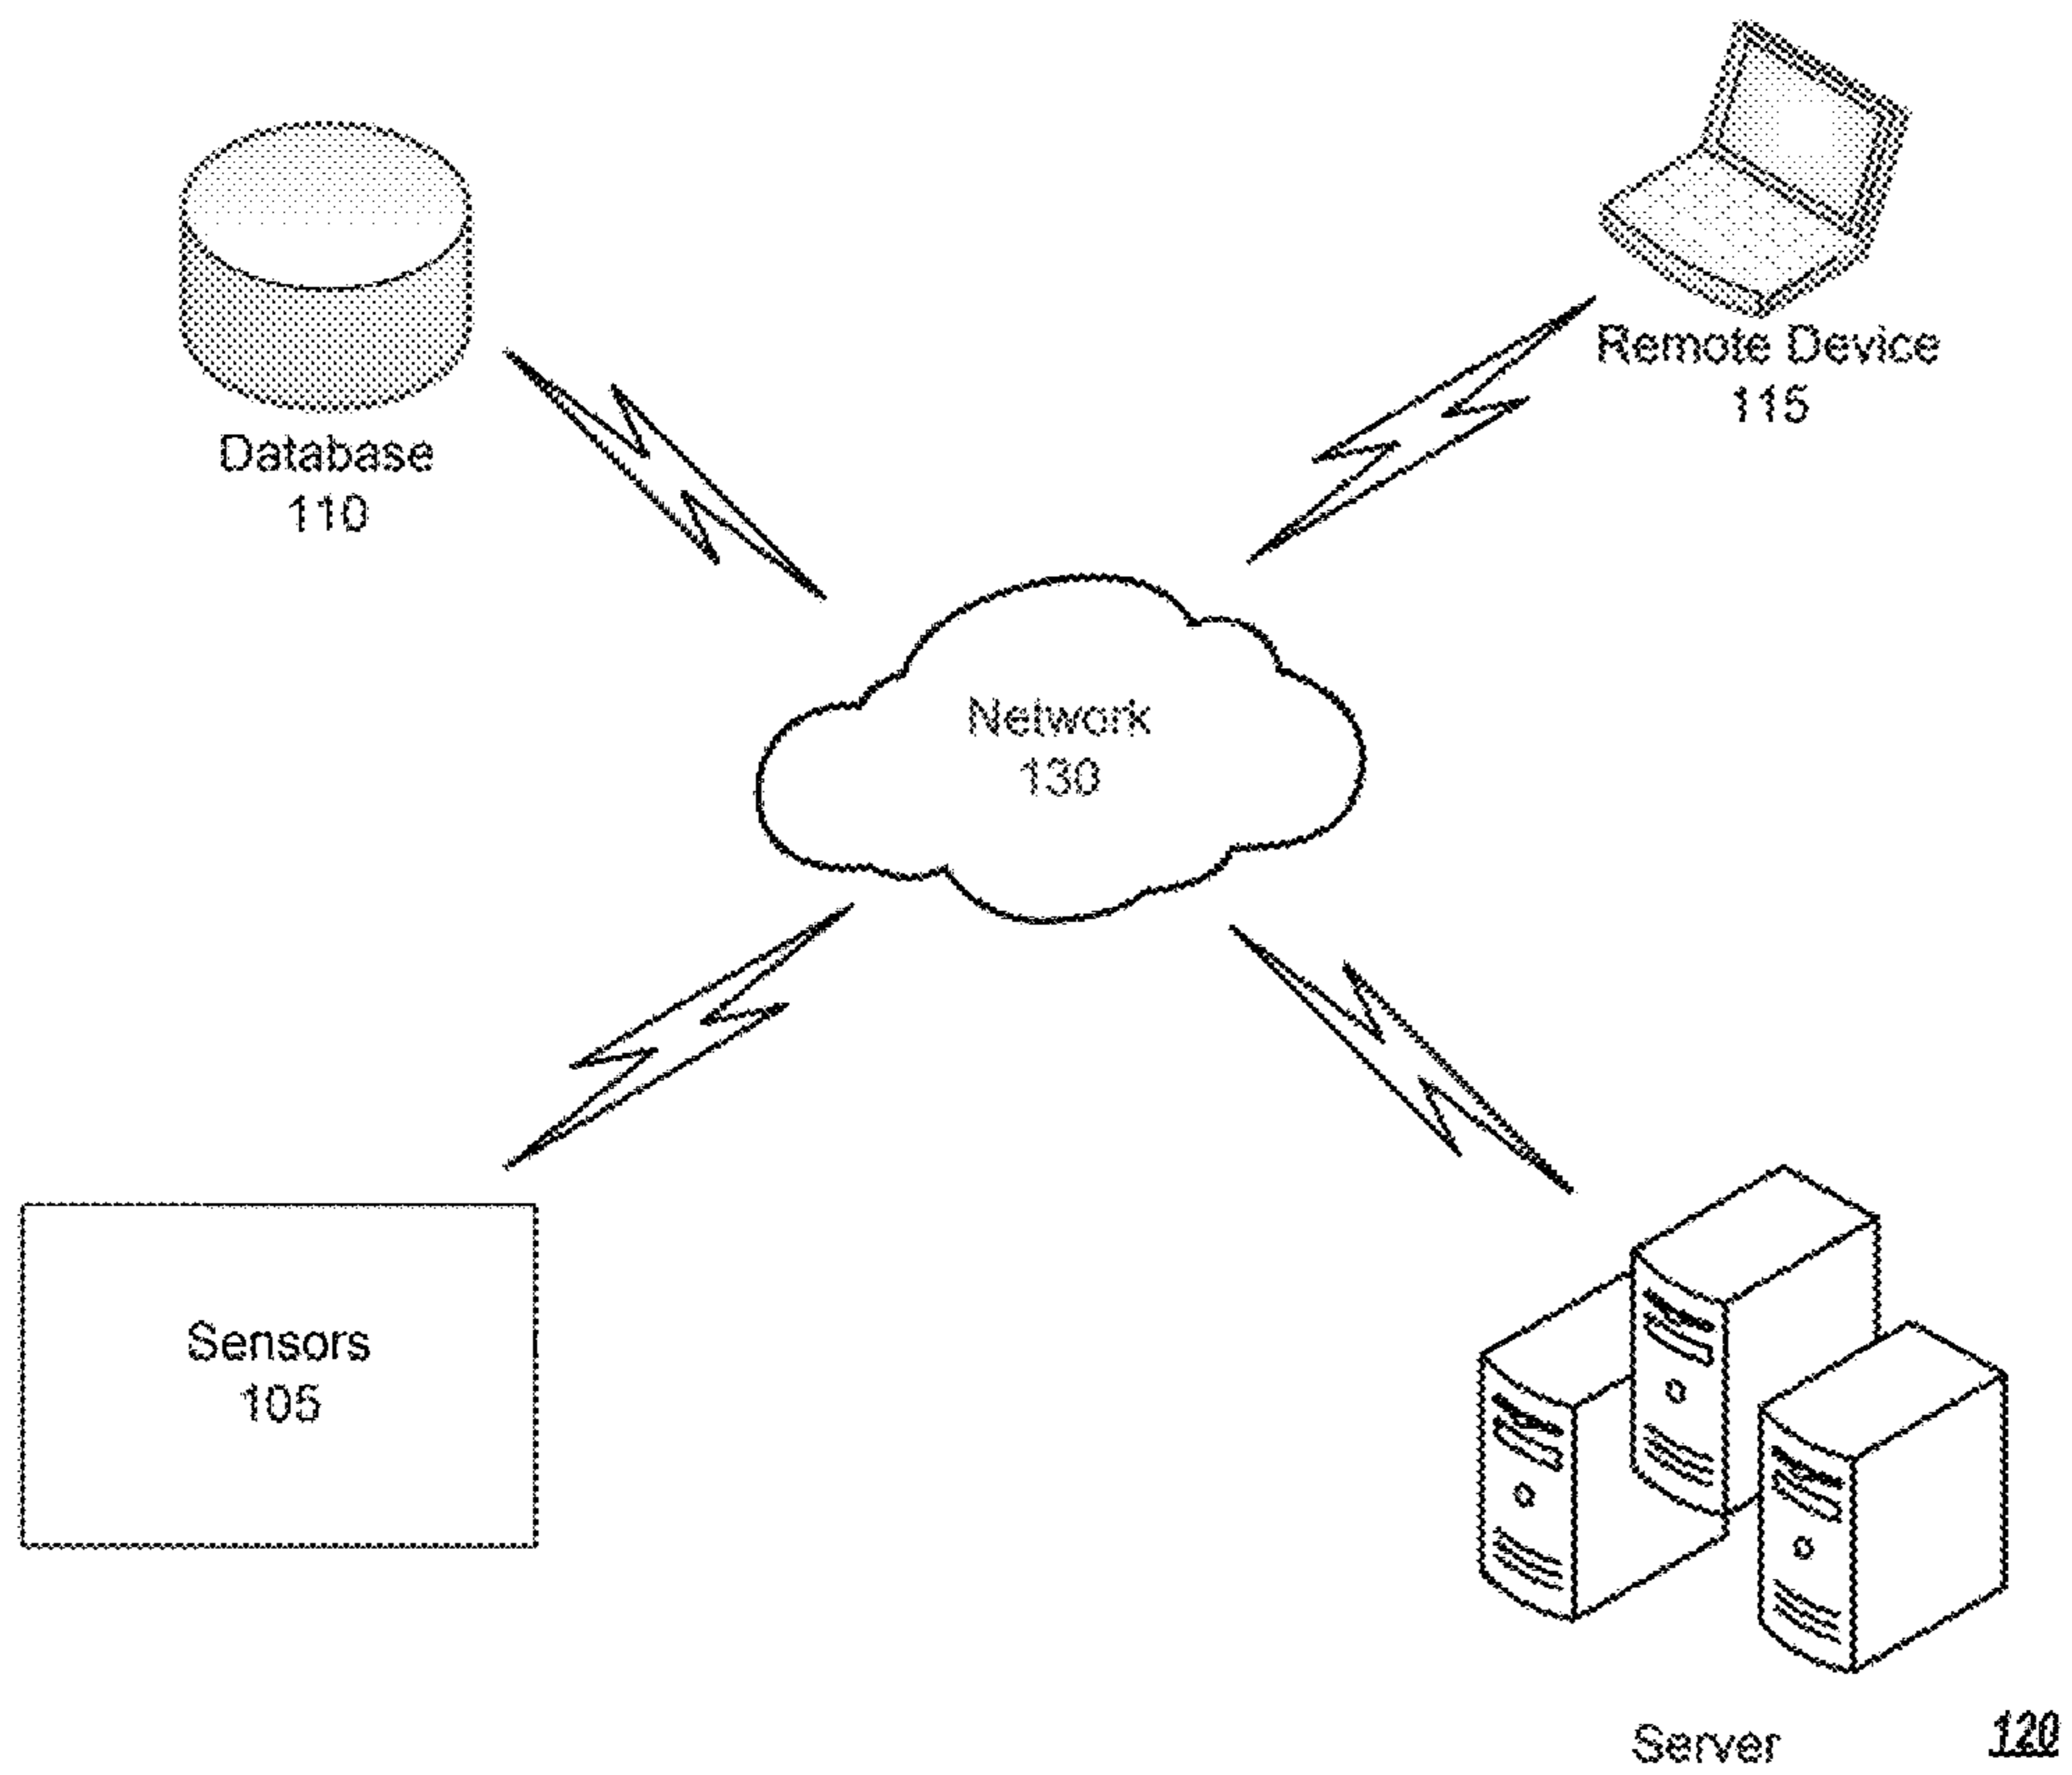 Database
110
Remote Device
115
Network
130
Sensors
105
Server 120